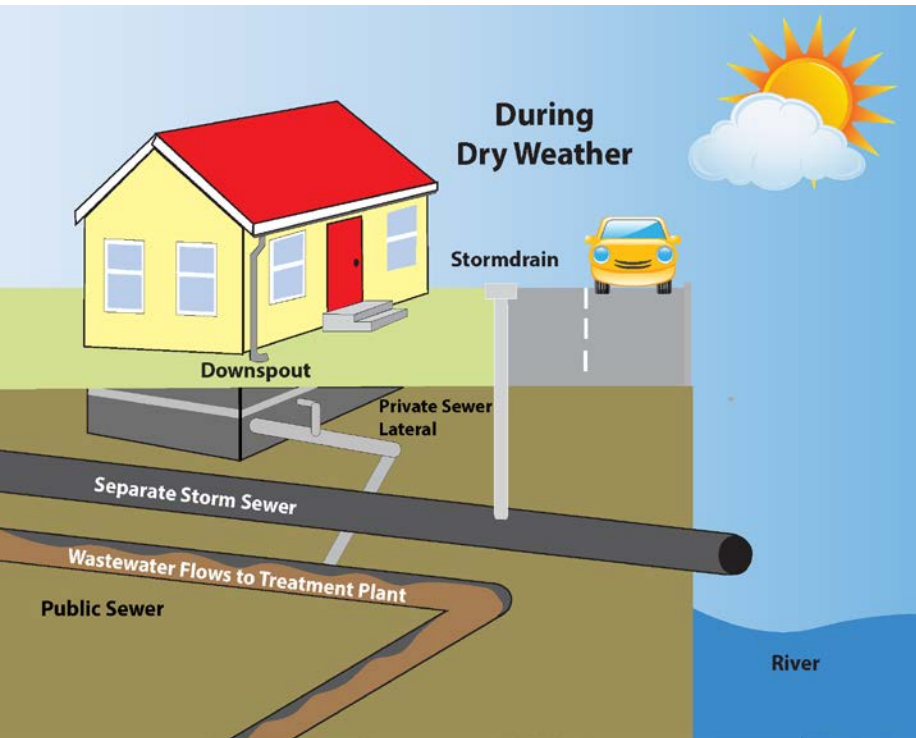 During
Dry Weather
Stormdrain
Downspout
Private Sewer
Lateral
Separate Storm Sewer
Wastewater Flows to Treatment Plant
Public Sewer
River